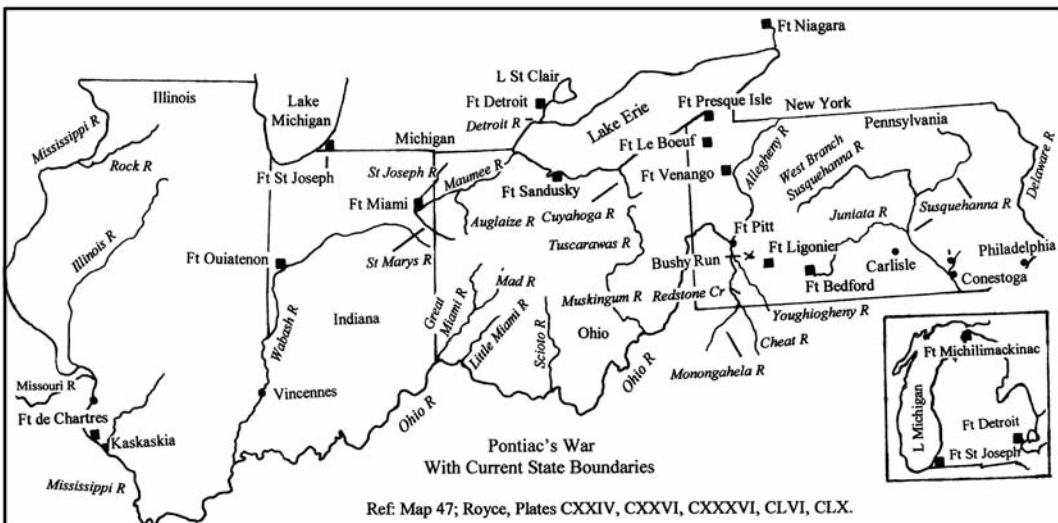 Ft Niagara
L St Clair
Illinois
Lake
Michigan
Ft Detroit
Detroit R
Lake Erie
Ft Presque Isle
New York
Pennsylvania
Mississippi R
Rock R
Michigan
Ft Le Boeuf
Allegheny R
West Branch
Susquehanna R
Delaware R
Ft St Joseph
St Joseph R
Maumee R
Ft Sandusky
Ft Venango
Ft Miami
Auglaize R
Cuyahoga R
Juniata R
Susquehanna R
Illinois R
Ft Ouiatenon
St Marys R
Tuscarawas R
Ft Pitt
Ft Ligonier
Bushy Run
Carlisle
Philadelphia
Conestoga
Mad R
Ft Bedford
Great
Miami R
Muskingum R
Redstone Cr
Youghiogheny R
Wabash R
Indiana
Little Miami R
Scioto R
Ohio
Ohio R
Cheat R
Monongahela R
Missouri R
Vincennes
Ohio R
Ft de Chartres
Kaskaskia
Mississippi R
Pontiac's War
With Current State Boundaries
Ref: Map 47; Royce, Plates CXXIV, CXXVI, CXXXVI, CLVI, CLX.
Ft Michilimackinac
L Michigan
Ft Detroit
Ft St Joseph